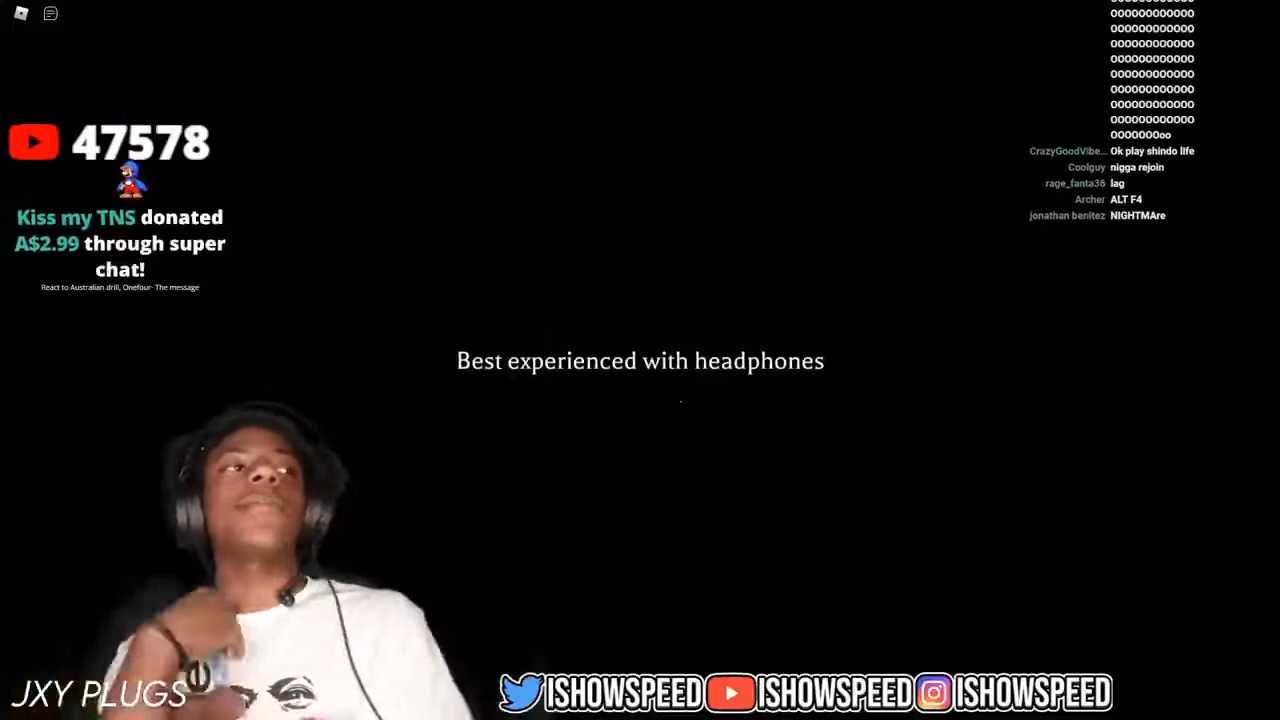 47578
Kiss my TNS donated
A$2.99 through super
chat!
React to Australian drill, Onefour- The message
OOOOOOOOOOOO
OOOOOOOOOOOO
OOOOOOOOOOOO
OOOOOOOOOOOO
OOOOOOOOOOOO
OOOOOOOOOOOO
OOOOOOOOOOOO
OOOOOOOOOOOO
OOOOOOOoo
CrazyGoodVibe... Ok play shindo life
Coolguy nigga rejoin
rage_fanta36 lag
Archer ALT F4
jonathan benitez NIGHTMAre
Best experienced with headphones
JXY PLUGS
ISHOWSPEED ISHOWSPEED ISHOWSPEED